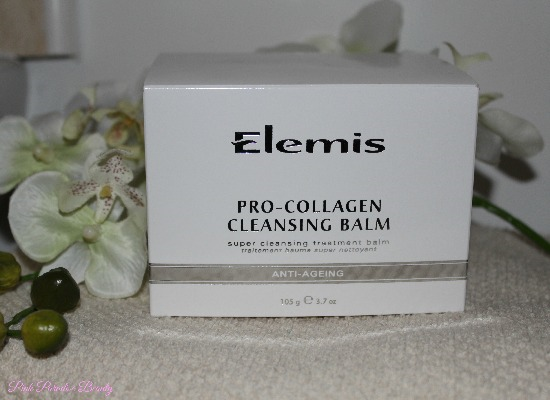 Elemis
PRO-COLLAGEN
CLEANSING BALM
super cleansing treatment balm
traitement baume super nettoyant
ANTI-AGEING
105 g ℮ 3.7 oz
Pink Paradise Beauty